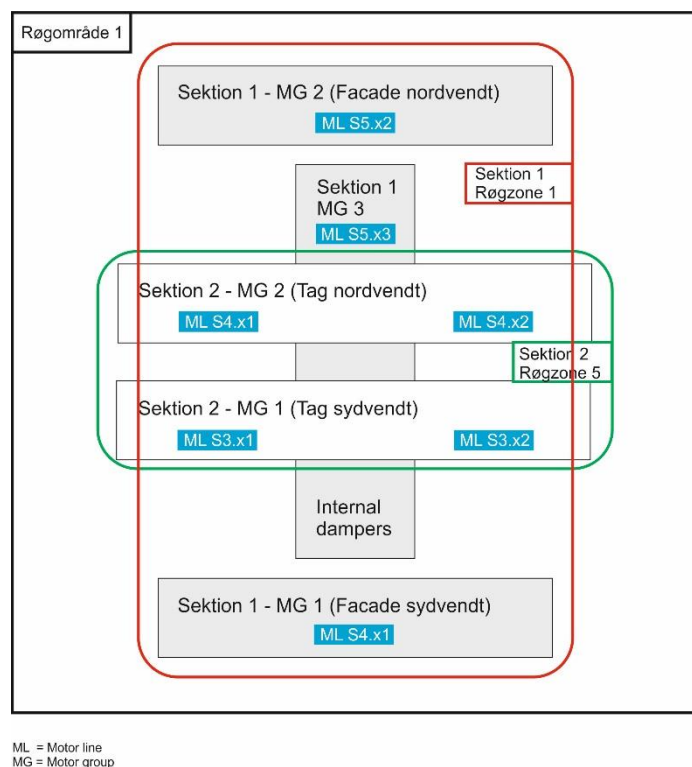 Røgområde 1
Sektion 1 - MG 2 (Facade nordvendt)
ML S5.x2
Sektion 1
Røgzone 1
Sektion 1
MG 3
ML S5.x3
Sektion 2 - MG 2 (Tag nordvendt)
ML S4.x1
ML S4.x2
Sektion 2
Røgzone 5
Sektion 2 - MG 1 (Tag sydvendt)
ML S3.x1
ML S3.x2
Internal
dampers
Sektion 1 - MG 1 (Facade sydvendt)
ML S4.x1
ML = Motor line
MG = Motor group